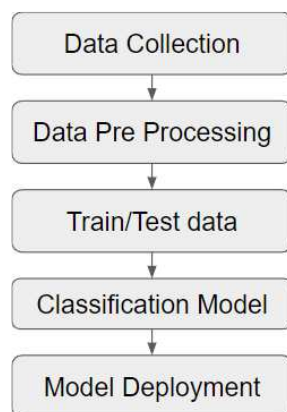 Data Collection
Data Pre Processing
Train/Test data
Classification Model
Model Deployment